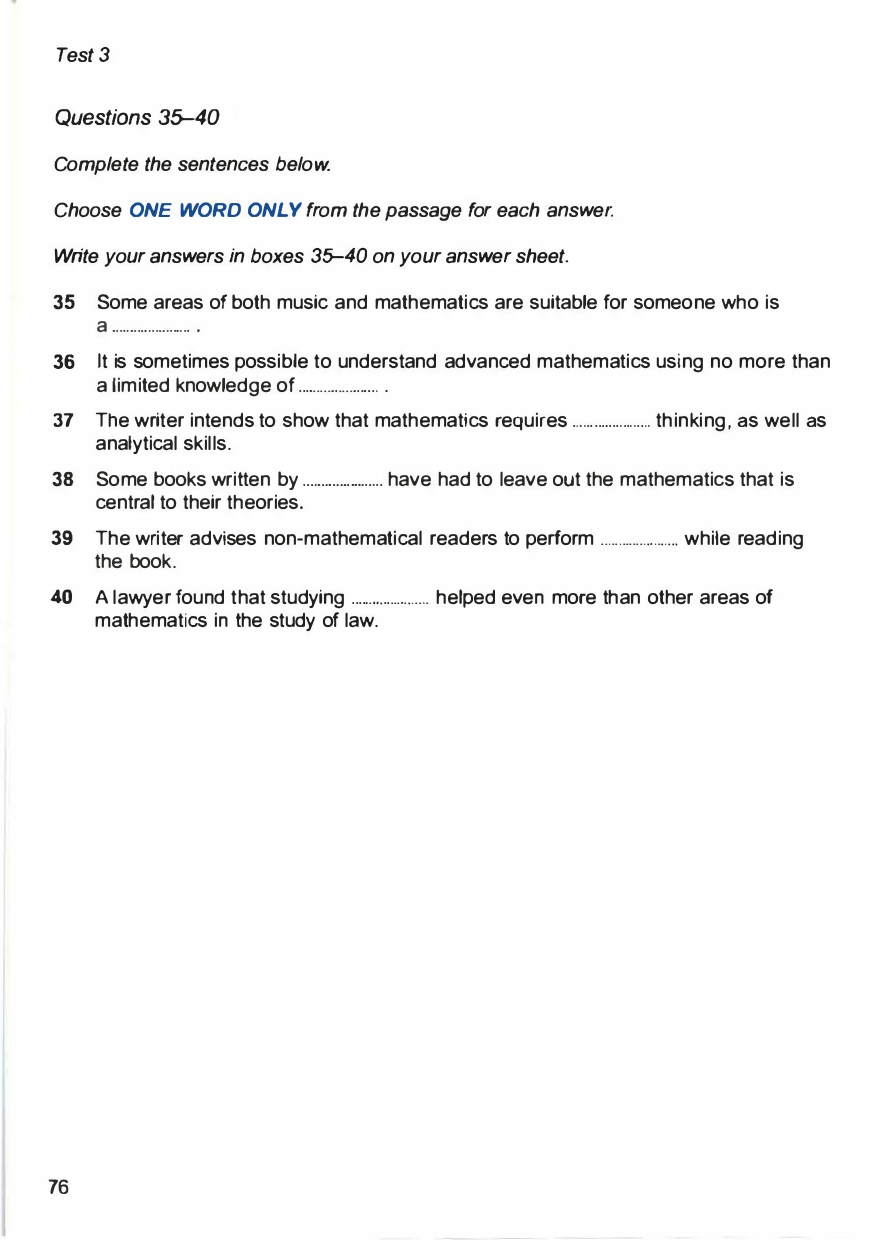 Test 3
Questions 35–40
Complete the sentences below.
Choose ONE WORD ONLY from the passage for each answer.
Write your answers in boxes 35–40 on your answer sheet.
35 Some areas of both music and mathematics are suitable for someone who is
a ...................... .
36 It is sometimes possible to understand advanced mathematics using no more than
a limited knowledge of ...................... .
37 The writer intends to show that mathematics requires ...................... thinking, as well as
analytical skills.
38 Some books written by ...................... have had to leave out the mathematics that is
central to their theories.
39 The writer advises non-mathematical readers to perform ...................... while reading
the book.
40 A lawyer found that studying ...................... helped even more than other areas of
mathematics in the study of law.
76